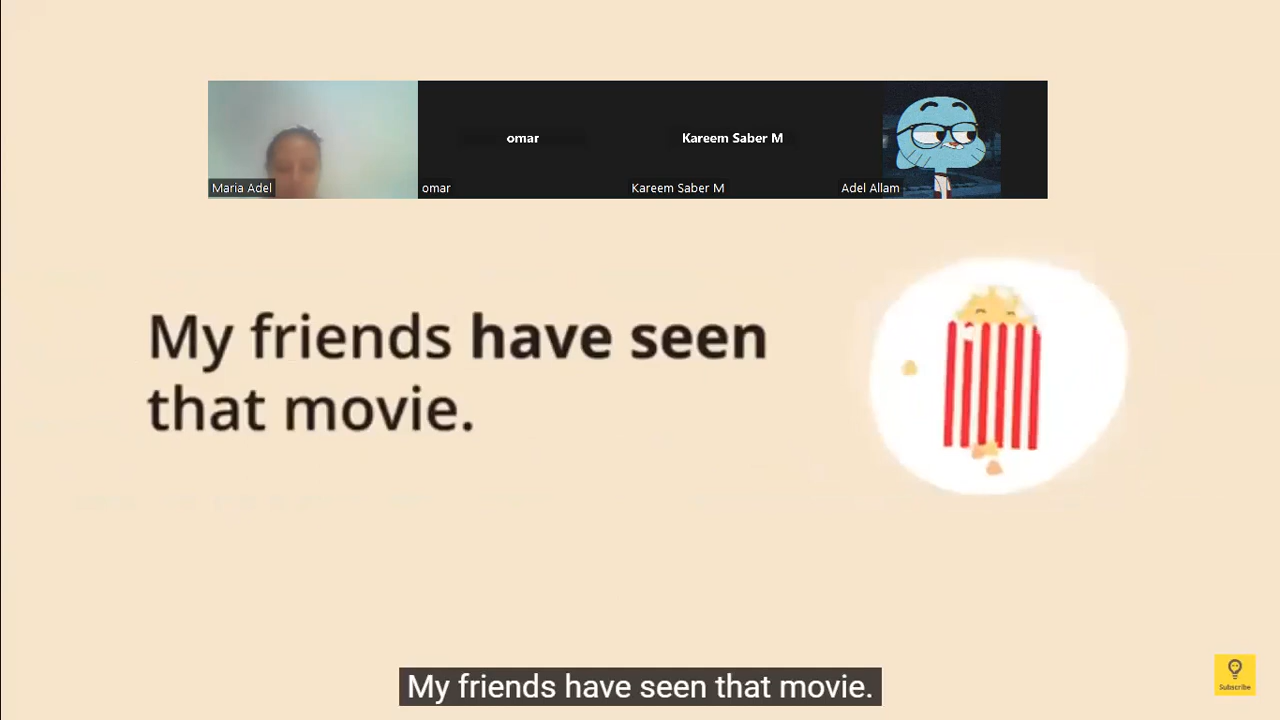 omar
Kareem Saber M
Maria Adel
omar
Kareem Saber M
Adel Allam
My friends have seen
that movie.
My friends have seen that movie.
Subscribe